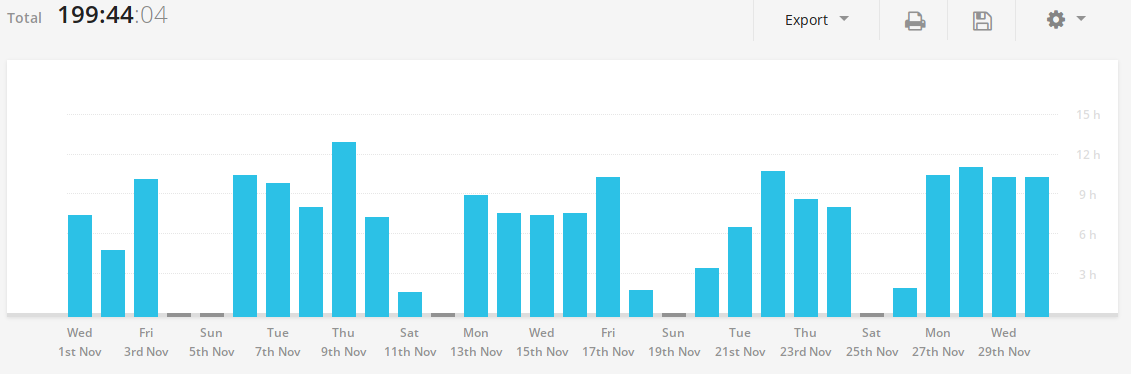 Total 199:44:04 Export
15 h
12 h
9 h
6 h
3 h
Wed Fri Sun Tue Thu Sat Mon Wed Fri Sun Tue Thu Sat Mon Wed
1st Nov 3rd Nov 5th Nov 7th Nov 9th Nov 11th Nov 13th Nov 15th Nov 17th Nov 19th Nov 21st Nov 23rd Nov 25th Nov 27th Nov 29th Nov